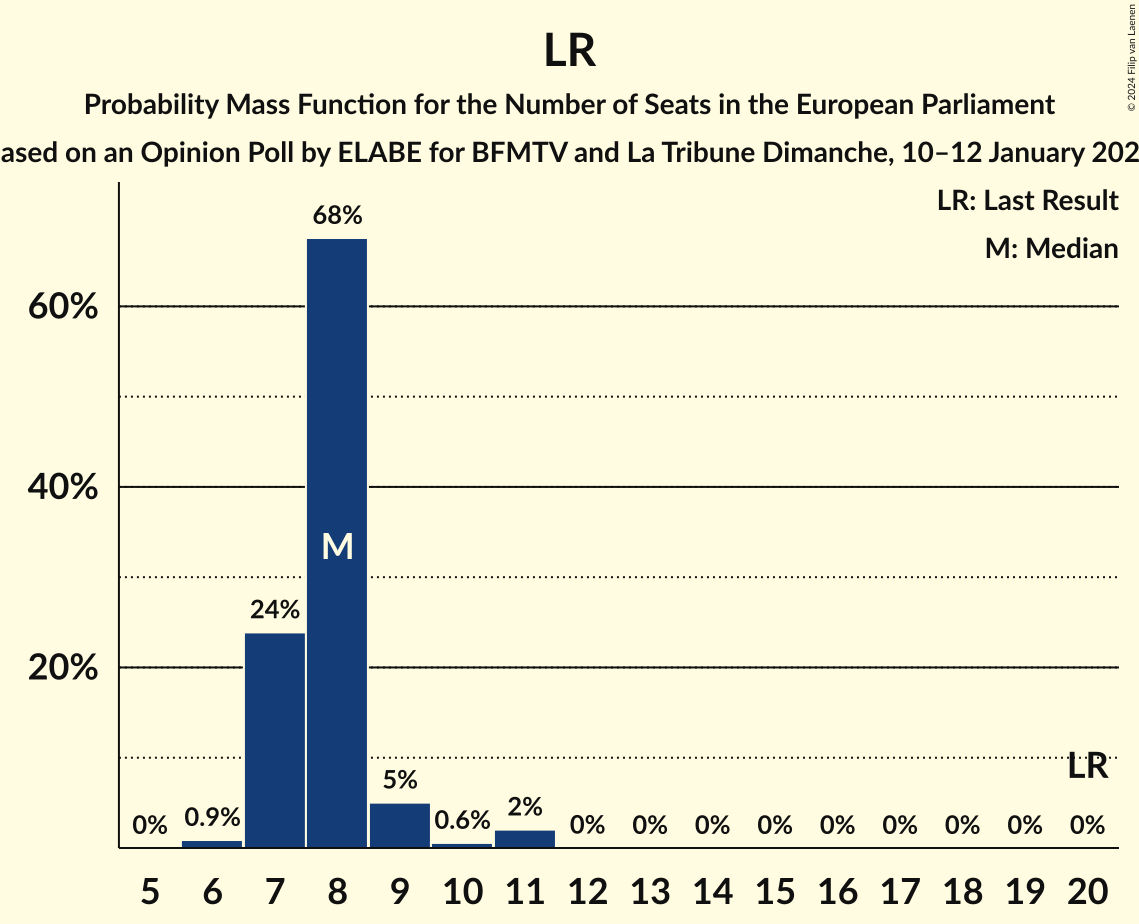 LR
Probability Mass Function for the Number of Seats in the European Parliament
ased on an Opinion Poll by ELABE for BFMTV and La Tribune Dimanche, 10–12 January 202
© 2024 Filip van Laenen
LR: Last Result
M: Median
68%
60%
40%
M
24%
20%
LR
0% 0.9% 5% 0.6% 2% 0% 0% 0% 0% 0% 0% 0% 0% 0%
5 6 7 8 9 10 11 12 13 14 15 16 17 18 19 20